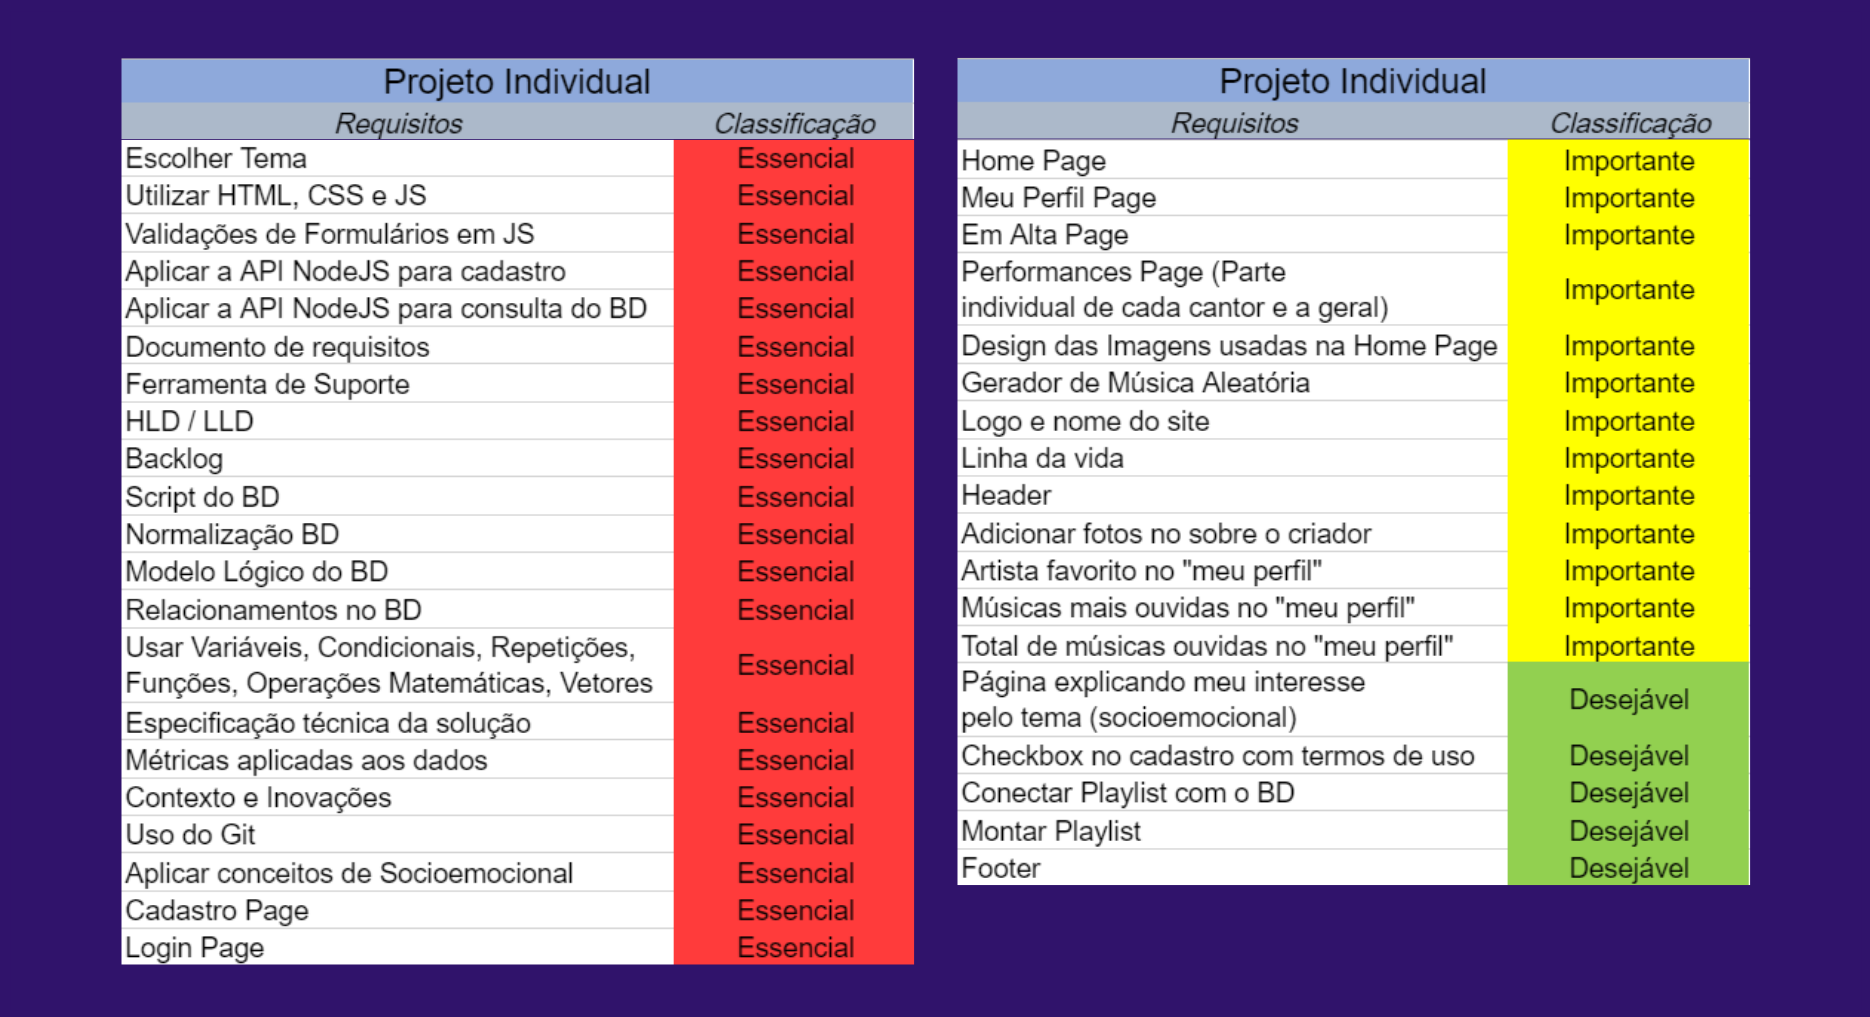 Projeto Individual
Requisitos Classificação
Escolher Tema Essencial
Utilizar HTML, CSS e JS Essencial
Validações de Formulários em JS Essencial
Aplicar a API NodeJS para cadastro Essencial
Aplicar a API NodeJS para consulta do BD Essencial
Documento de requisitos Essencial
Ferramenta de Suporte Essencial
HLD / LLD Essencial
Backlog Essencial
Script do BD Essencial
Normalização BD Essencial
Modelo Lógico do BD Essencial
Relacionamentos no BD Essencial
Usar Variáveis, Condicionais, Repetições,
Funções, Operações Matemáticas, Vetores Essencial
Especificação técnica da solução Essencial
Métricas aplicadas aos dados Essencial
Contexto e Inovações Essencial
Uso do Git Essencial
Aplicar conceitos de Socioemocional Essencial
Cadastro Page Essencial
Login Page Essencial
Projeto Individual
Requisitos Classificação
Home Page Importante
Meu Perfil Page Importante
Em Alta Page Importante
Performances Page (Parte
individual de cada cantor e a geral) Importante
Design das Imagens usadas na Home Page Importante
Gerador de Música Aleatória Importante
Logo e nome do site Importante
Linha da vida Importante
Header Importante
Adicionar fotos no sobre o criador Importante
Artista favorito no "meu perfil" Importante
Músicas mais ouvidas no "meu perfil" Importante
Total de músicas ouvidas no "meu perfil" Importante
Página explicando meu interesse
pelo tema (socioemocional) Desejável
Checkbox no cadastro com termos de uso Desejável
Conectar Playlist com o BD Desejável
Montar Playlist Desejável
Footer Desejável